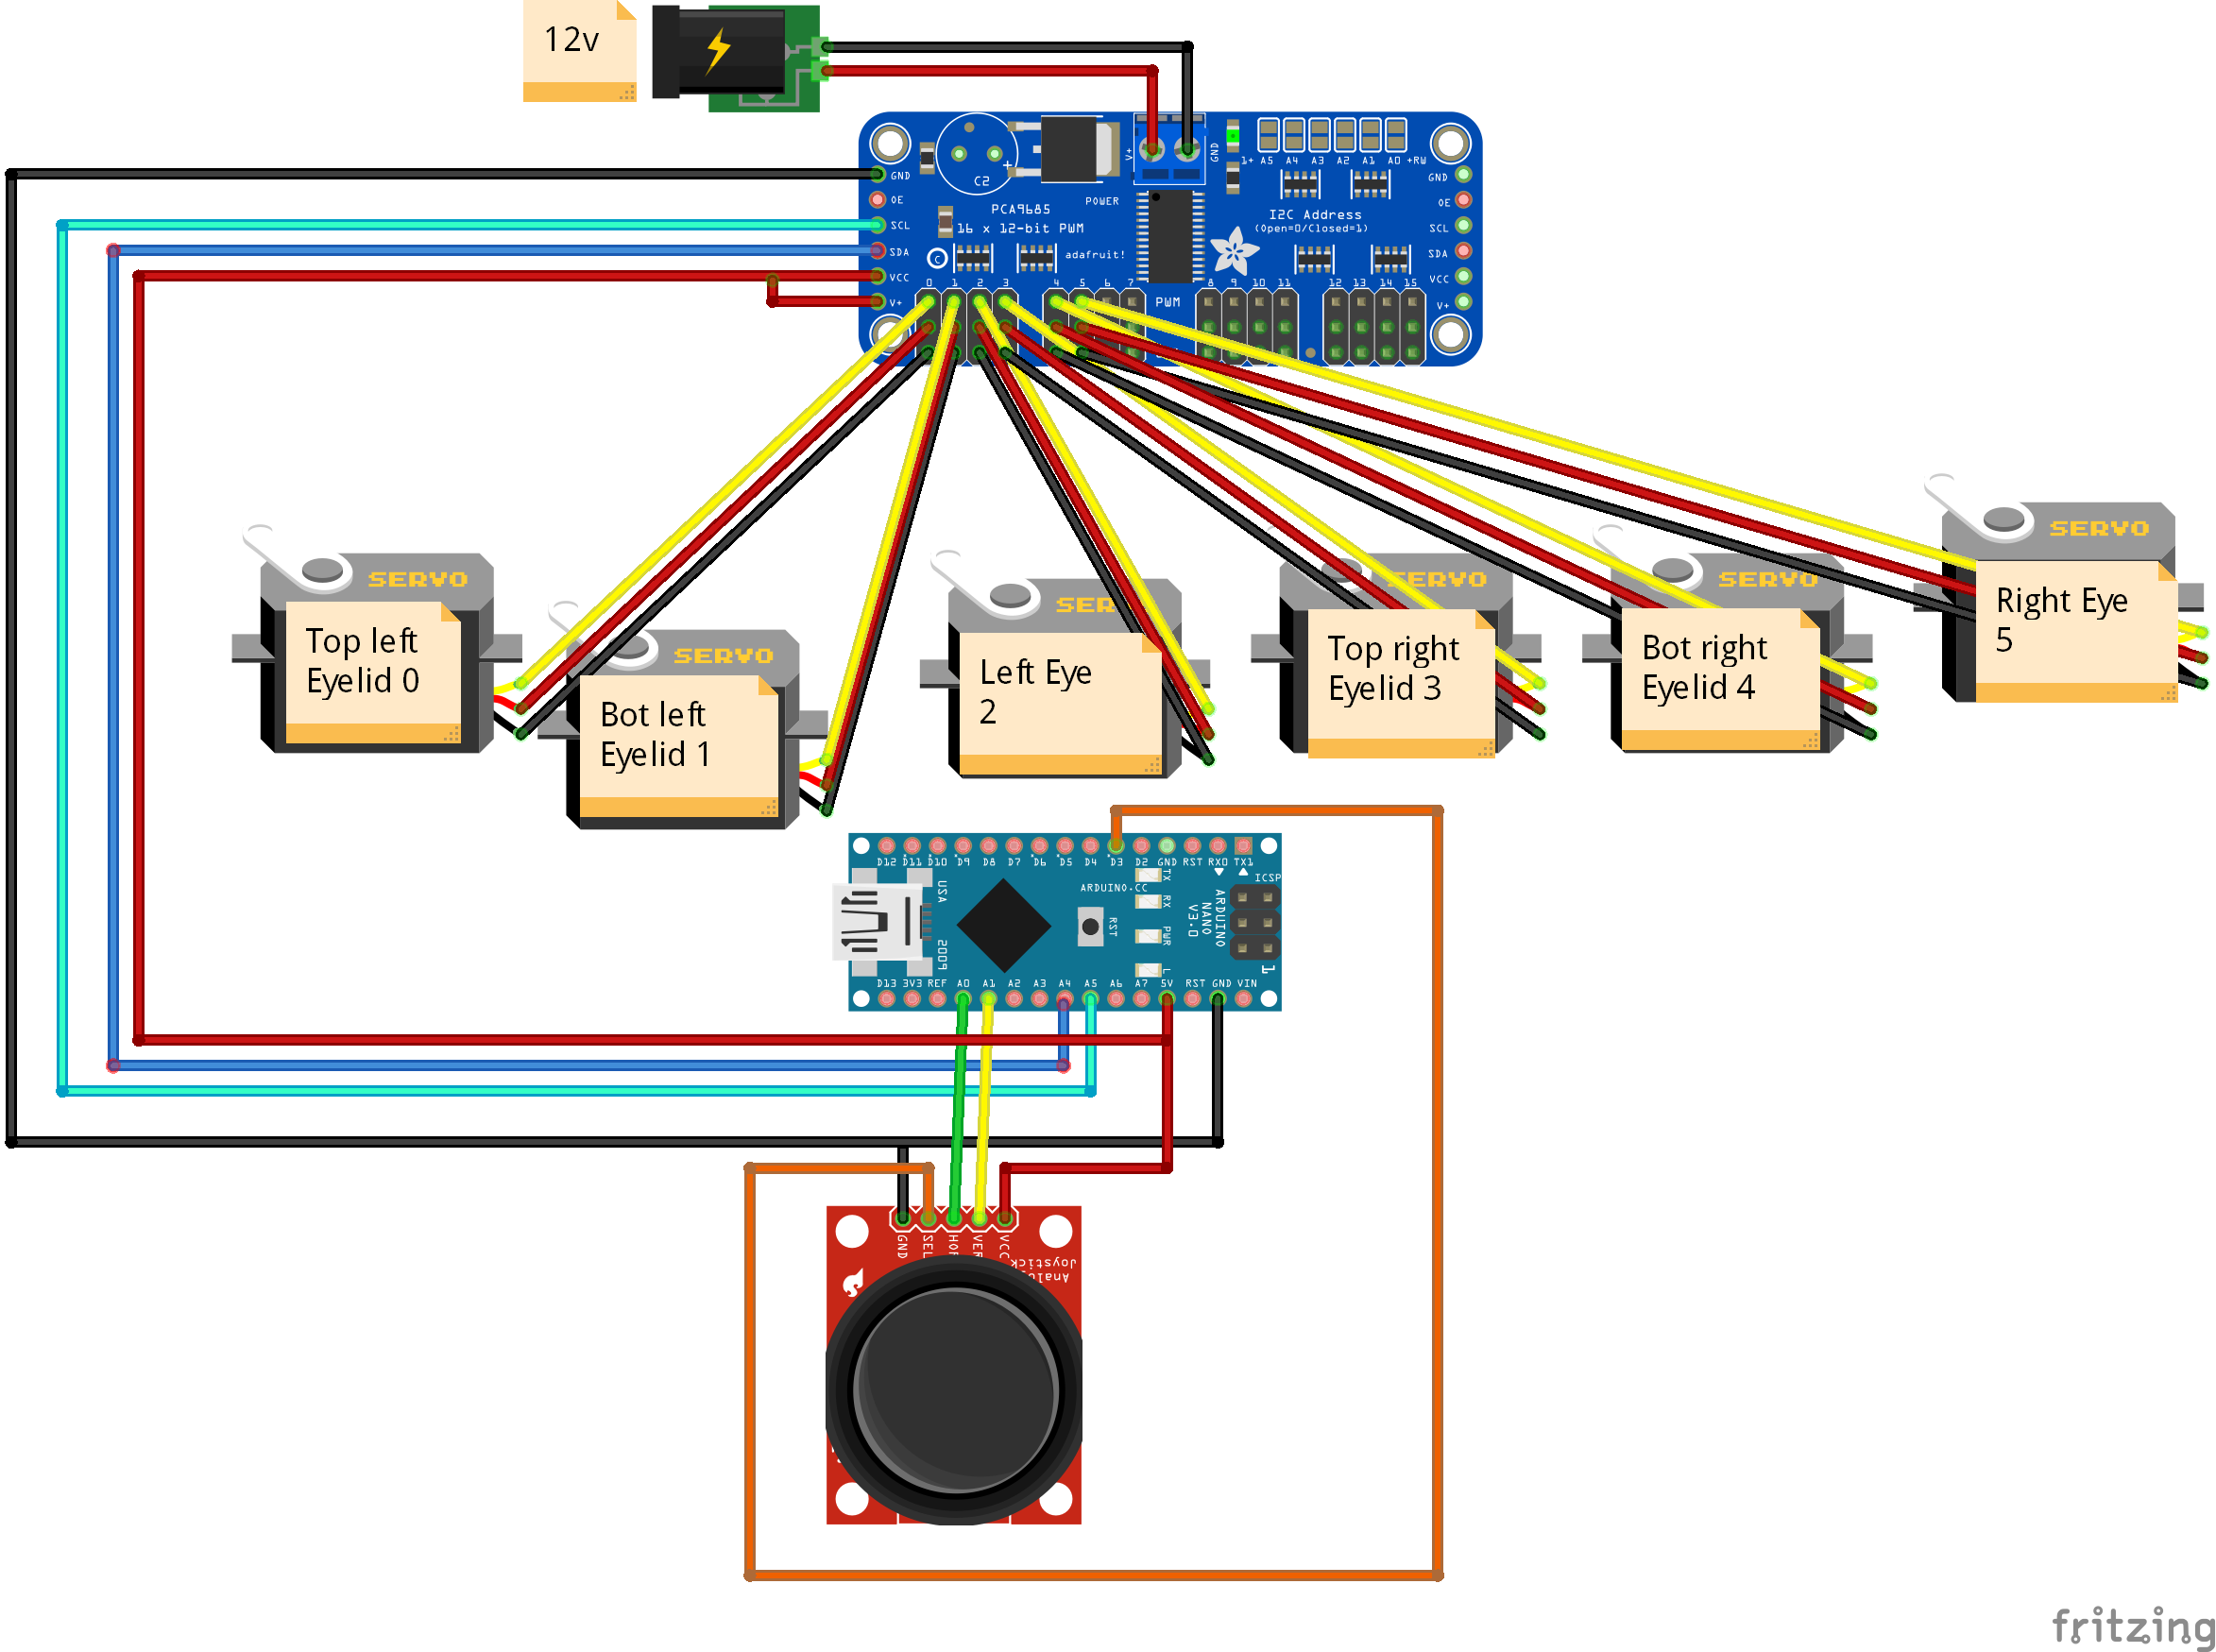 12v
C2
+
V+
GND
1+ A5 A4 A3 A2 A1 A0 +RW
GND
OE
SCL
SDA
VCC
V+
POWER
PCA9685
16 x 12-bit PWM
adafruit!
I2C Address
(Open=0/Closed=1)
GND
OE
SCL
SDA
VCC
V+
0 1 2 3 4 5 6 7
PWM
8 9 10 11 12 13 14 15
SERVO
Top left
Eyelid 0
SERVO
Bot left
Eyelid 1
Left Eye
2
SERVO
Top right
Eyelid 3
SERVO
Bot right
Eyelid 4
SERVO
Right Eye
5
D12 D11 D10 D9 D8 D7 D6 D5 D4 D3 D2 GND RST RX0 TX1
USA
2009
ARDUINO.CC
RST
TX
RX
PWR
L
ARDUINO
NANO
V3.0
ICSP
1
D13 3V3 REF A0 A1 A2 A3 A4 A5 A6 A7 5V RST GND VIN
GND
VCC
Joystick
fritzing